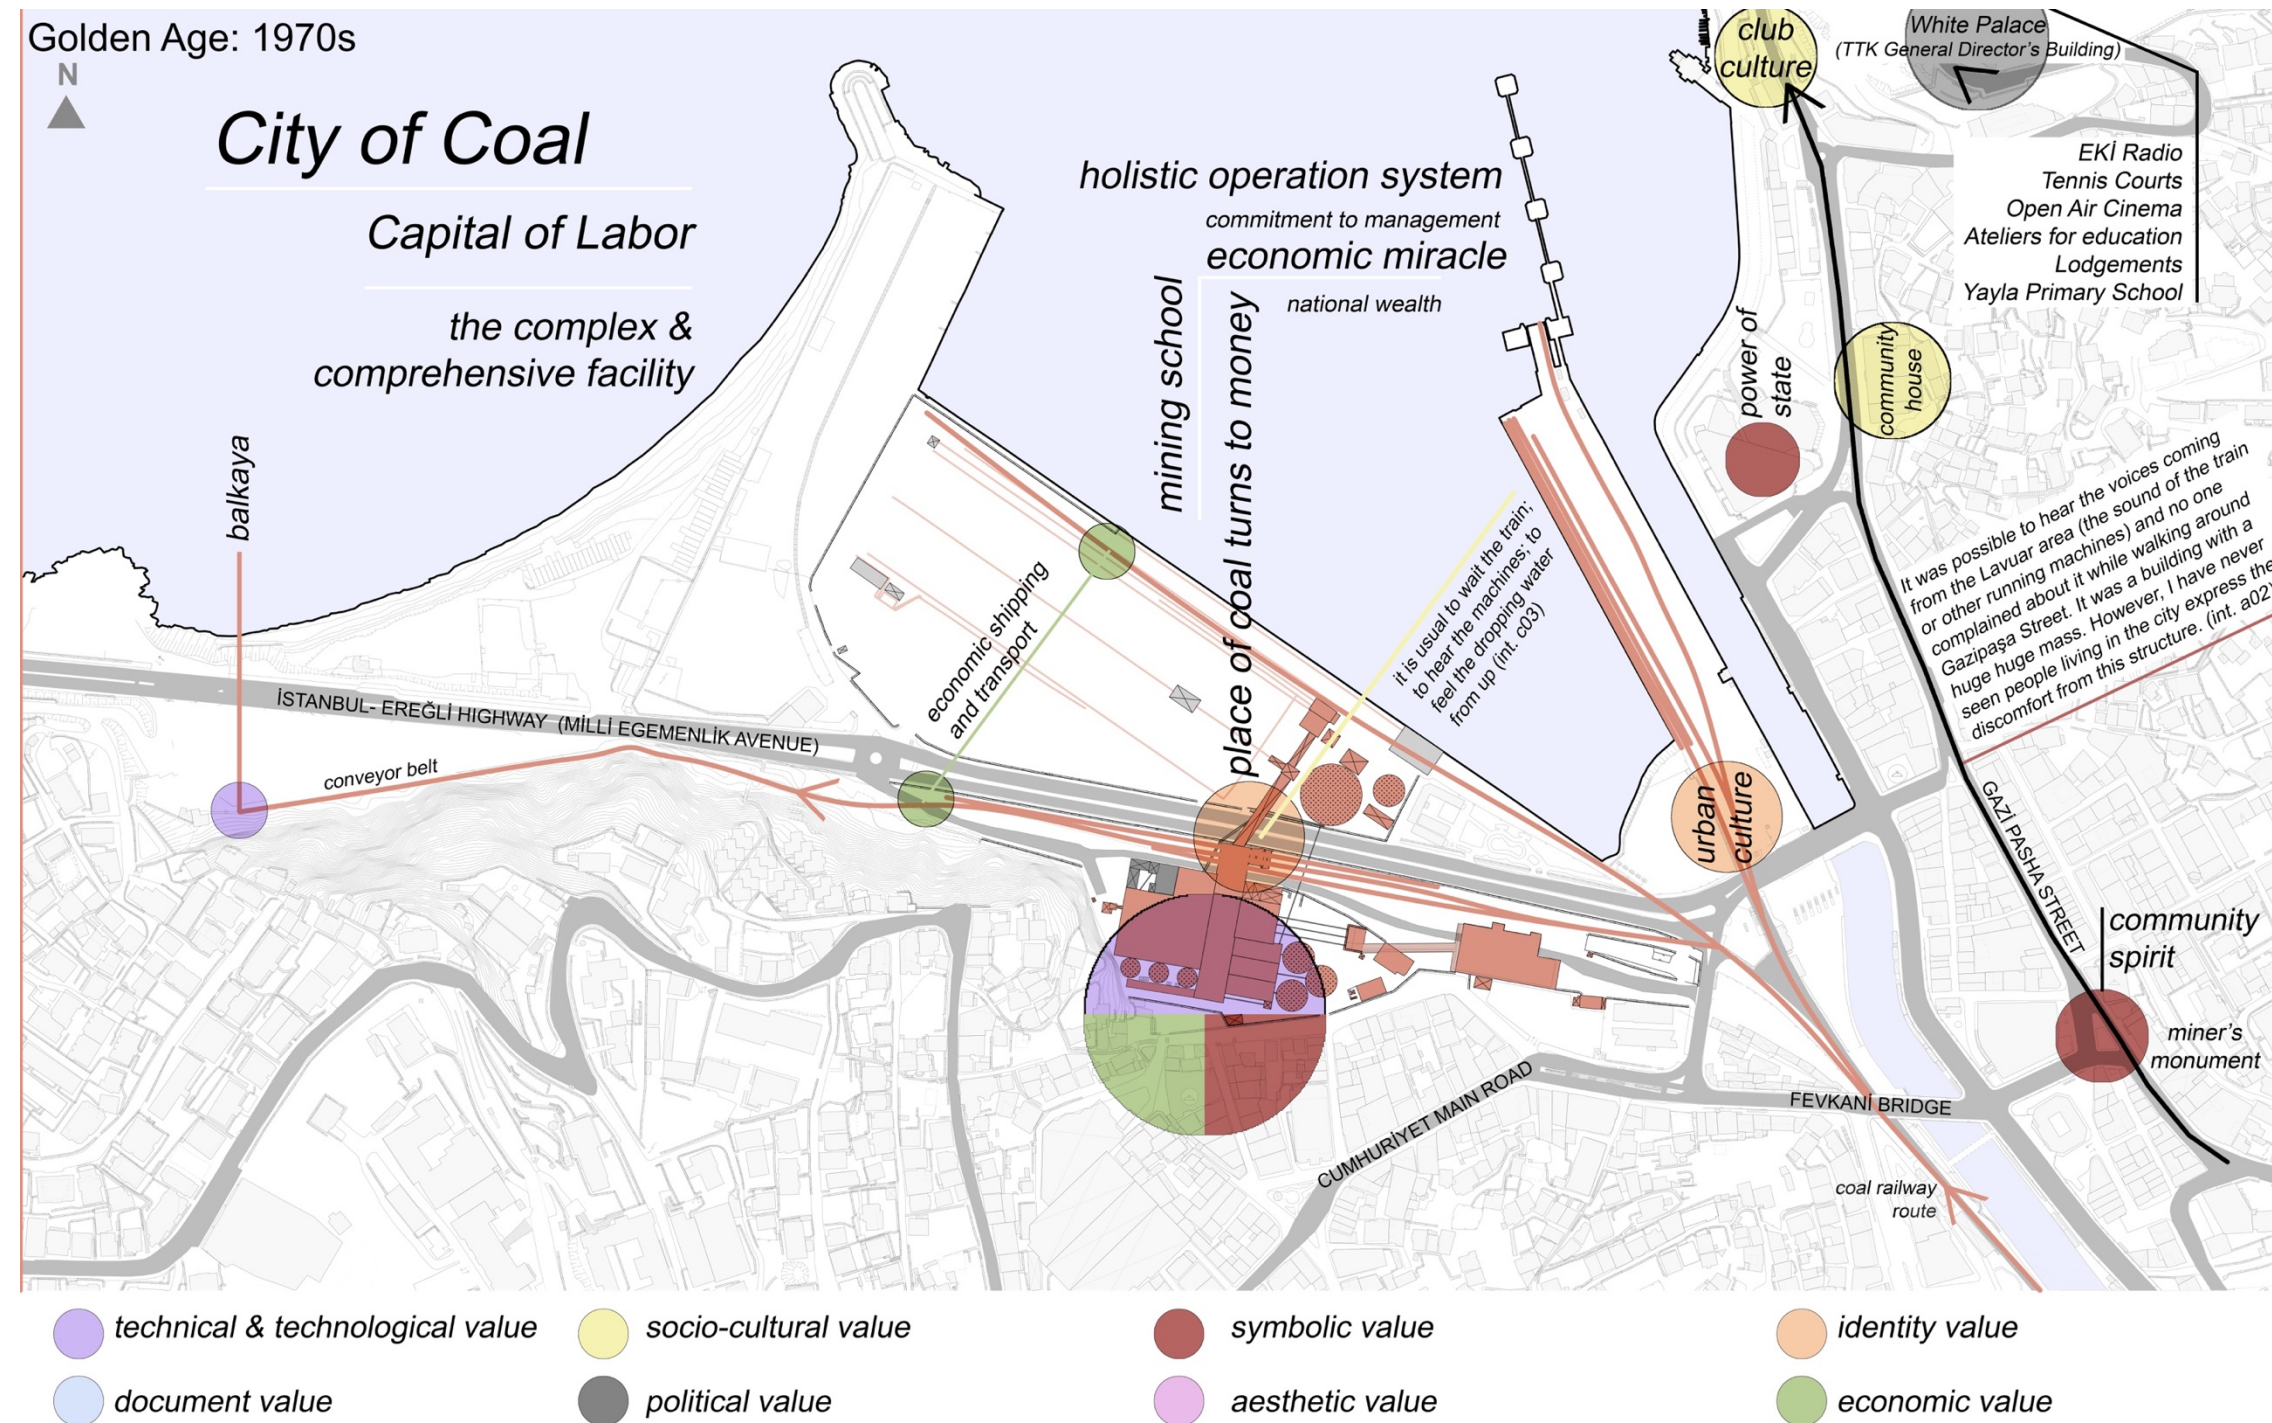 Golden Age: 1970s
N
City of Coal
Capital of Labor
the complex &
comprehensive facility
holistic operation system
commitment to management
economic miracle
national wealth
mining school
place of coal turns to money
club
culture
White Palace
(TTK General Director's Building)
EKİ Radio
Tennis Courts
Open Air Cinema
Ateliers for education
Lodgements
Yayla Primary School
power of
state
community
house
It was possible to hear the voices coming
from the Lavuar area (the sound of the train
or other running machines) and no one
complained about it while walking around
Gazipaşa Street. It was a building with a
huge huge mass. However, I have never
seen people living in the city express the
discomfort from this structure. (int. a02)
balkaya
economic shipping
and transport
it is usual to wait the train;
to hear the machines; to
feel the dropping water
from up (int. c03)
İSTANBUL- EREĞLİ HIGHWAY (MİLLİ EGEMENLİK AVENUE)
conveyor belt
urban
culture
GAZİ PASHA STREET
community
spirit
miner's
monument
CUMHURİYET MAIN ROAD
FEVKANİ BRIDGE
coal railway
route
technical & technological value
socio-cultural value
symbolic value
identity value
document value
political value
aesthetic value
economic value